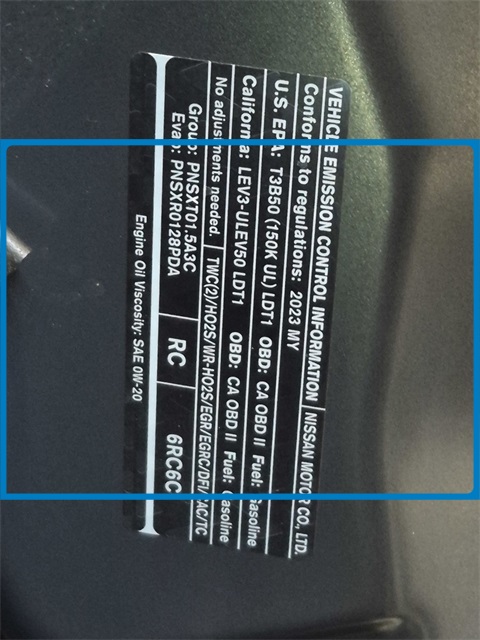 VEHICLE EMISSION CONTROL INFORMATION NISSAN MOTOR CO., LTD.
Conforms to regulations: 2023 MY
U.S. EPA: T3B50 (150K UL) LDT1 OBD: CA OBD II Fuel: Gasoline
California: LEV3-ULEV50 LDT1 OBD: CA OBD II Fuel: Gasoline
No adjustments needed. TWC(2)/HO2S/WR-HO2S/EGR/EGRC/DFI/ AC/TC
Group: PNSXT01.5A3C RC 6RC6C
Evap: PNSXR0128PDA
Engine Oil Viscosity: SAE 0W-20